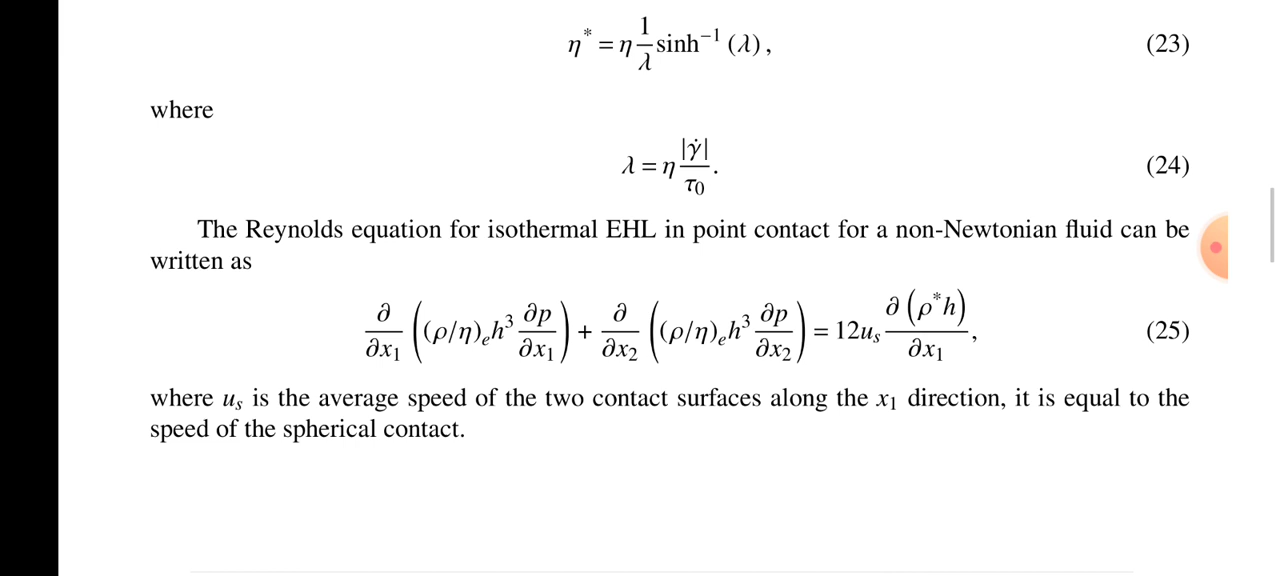 η* = η 1/λ sinh⁻¹ (λ), (23)
where
λ = η |γ̇|/τ₀. (24)
The Reynolds equation for isothermal EHL in point contact for a non-Newtonian fluid can be
written as
∂/∂x₁ ((ρ/η)ₑh³ ∂p/∂x₁) + ∂/∂x₂ ((ρ/η)ₑh³ ∂p/∂x₂) = 12uₛ ∂(ρ*h)/∂x₁, (25)
where uₛ is the average speed of the two contact surfaces along the x₁ direction, it is equal to the
speed of the spherical contact.